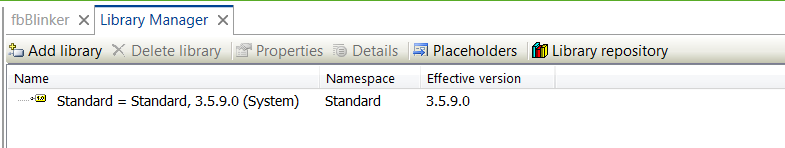 fbBlinker Library Manager
Add library Delete library Properties Details Placeholders Library repository
Name Namespace Effective version
Standard = Standard, 3.5.9.0 (System) Standard 3.5.9.0